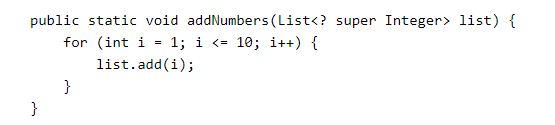 public static void addNumbers(List<? super Integer> list) {
    for (int i = 1; i <= 10; i++) {
        list.add(i);
    }
}